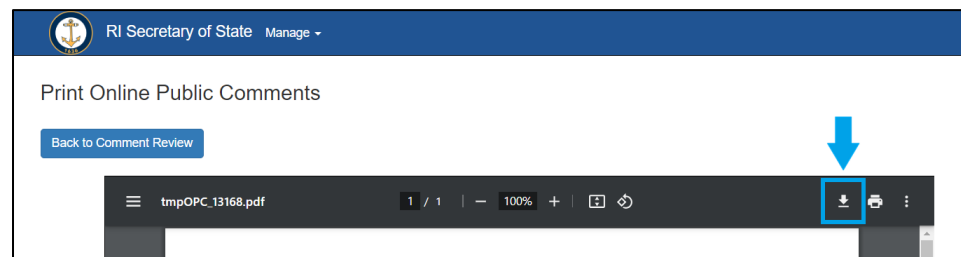 RI Secretary of State Manage
Print Online Public Comments
Back to Comment Review
tmpOPC_13168.pdf 1 / 1 | − 100% + |